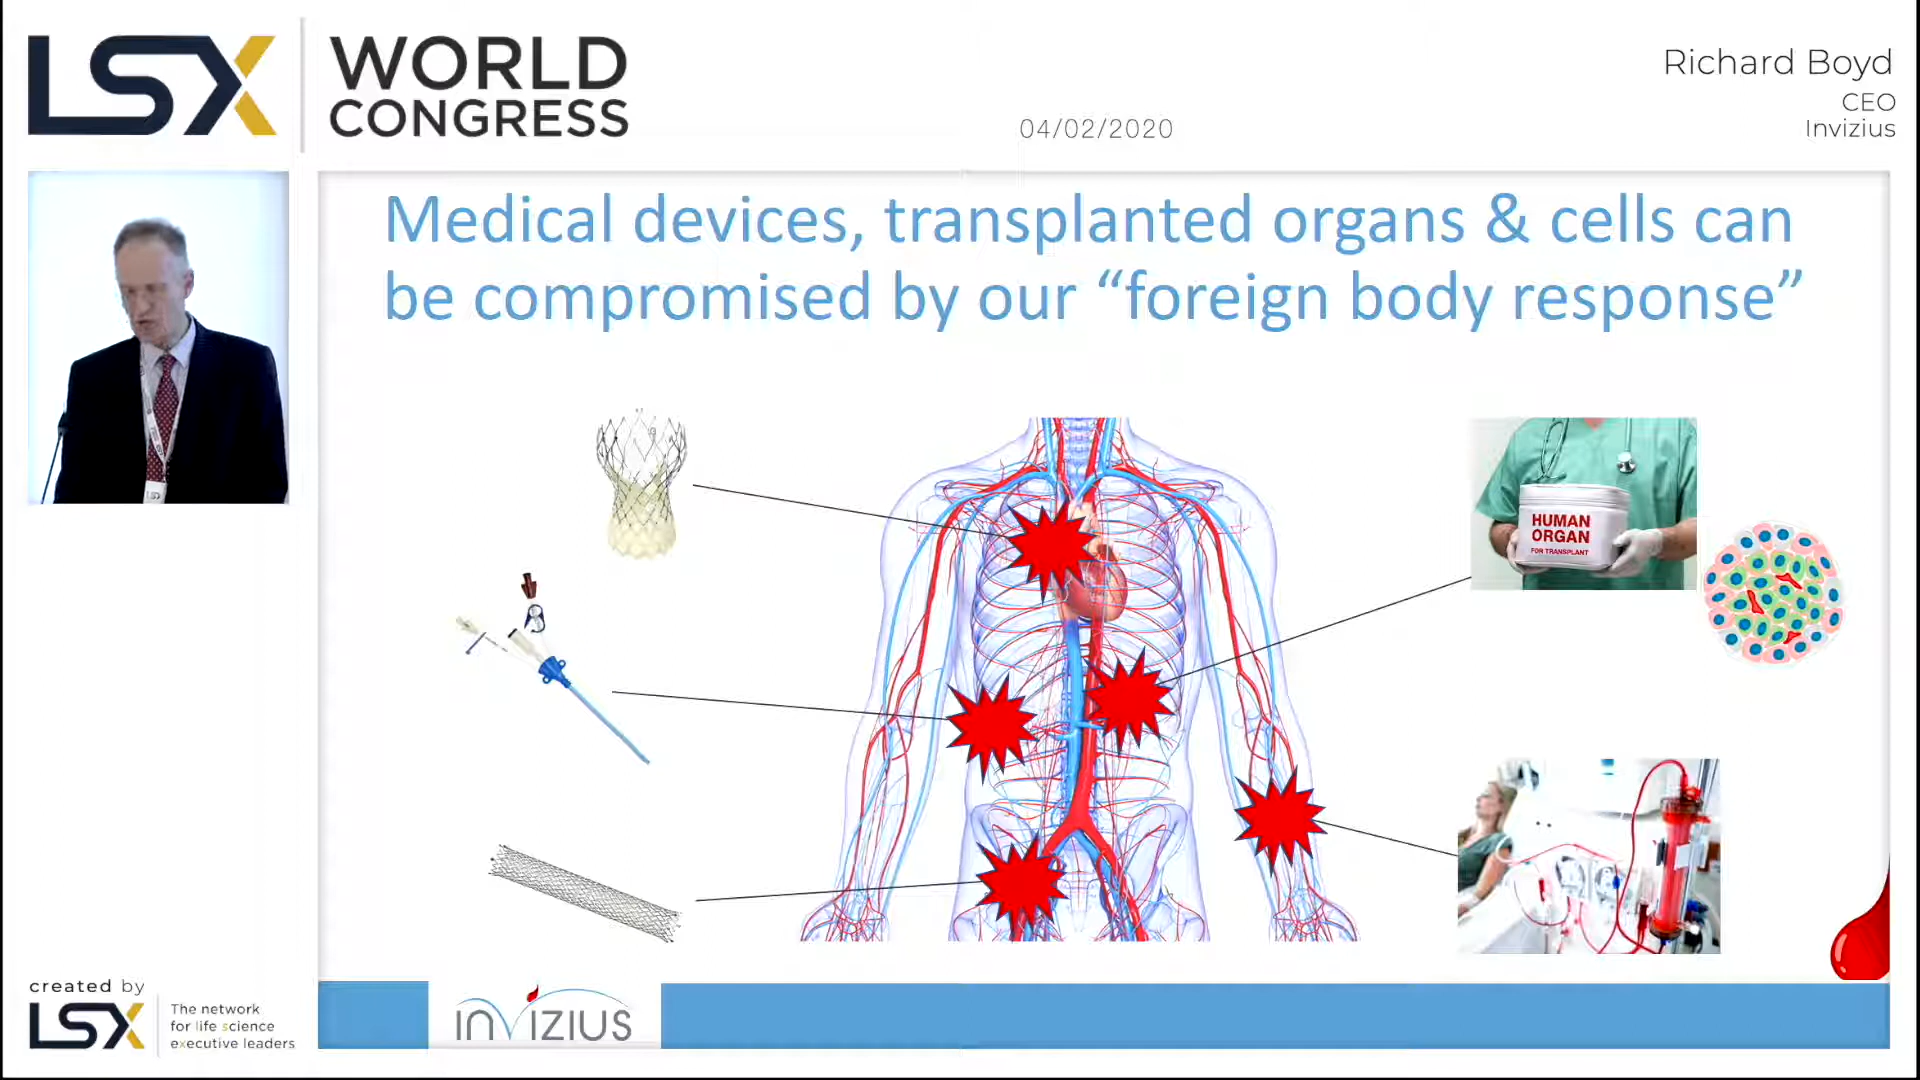 LSX
WORLD
CONGRESS
04/02/2020
Richard Boyd
CEO
Invizius
Medical devices, transplanted organs & cells can
be compromised by our “foreign body response”
HUMAN
ORGAN
FOR TRANSPLANT
created by
LSX
The network
for life science
executive leaders
INVIZIUS